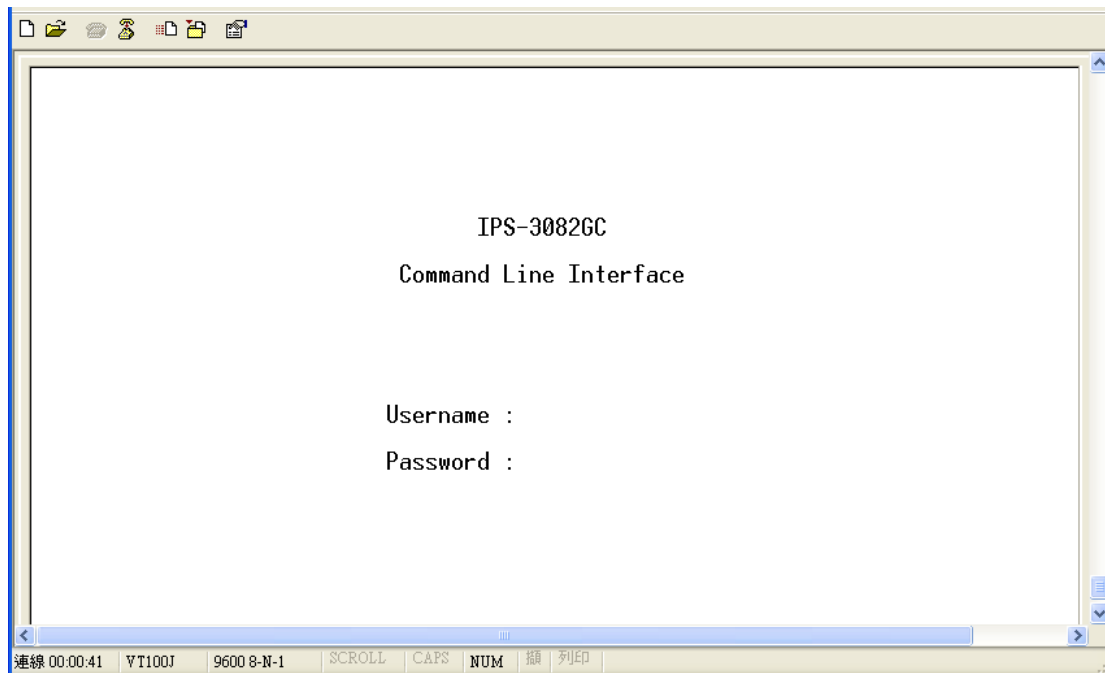 IPS-3082GC
Command Line Interface
Username :
Password :
連線 00:00:41 VT100J 9600 8-N-1 SCROLL CAPS NUM 擷 列印